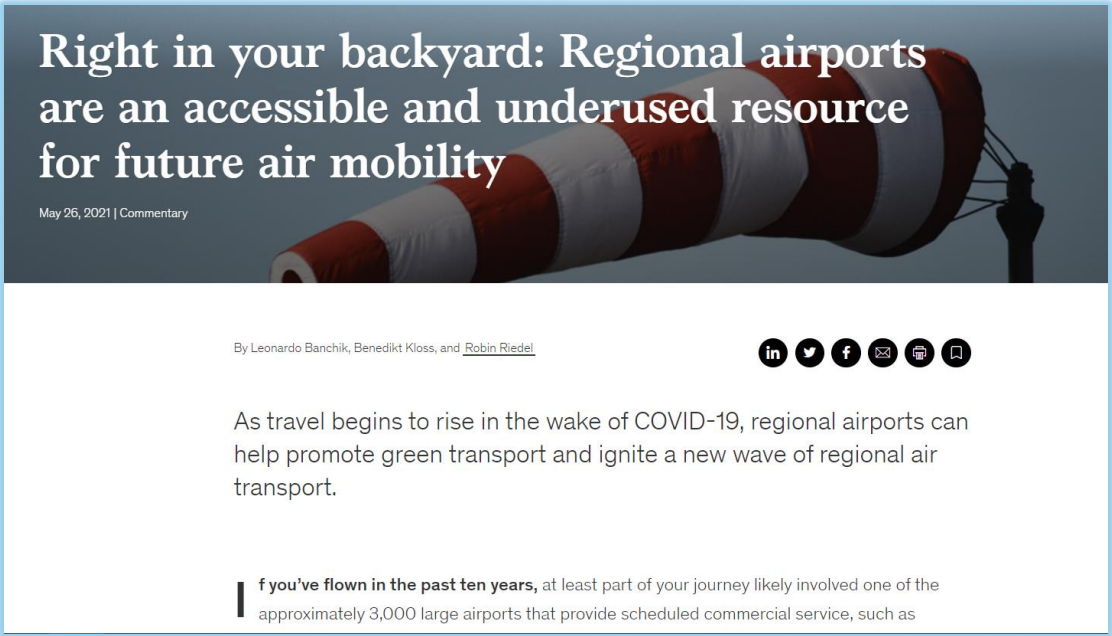 Right in your backyard: Regional airports
are an accessible and underused resource
for future air mobility
May 26, 2021 | Commentary
By Leonardo Banchik, Benedikt Kloss, and Robin Riedel
in
f
As travel begins to rise in the wake of COVID-19, regional airports can
help promote green transport and ignite a new wave of regional air
transport.
If you’ve flown in the past ten years, at least part of your journey likely involved one of the
approximately 3,000 large airports that provide scheduled commercial service, such as